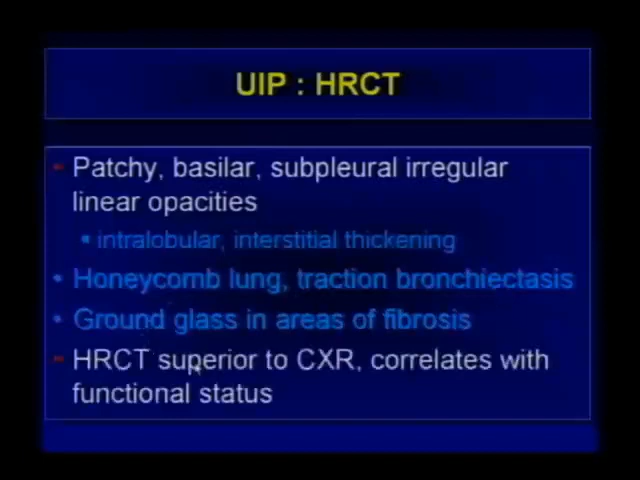 UIP : HRCT
- Patchy, basilar, subpleural irregular
linear opacities
▪ intralobular, interstitial thickening
• Honeycomb lung, traction bronchiectasis
• Ground glass in areas of fibrosis
- HRCT superior to CXR, correlates with
functional status